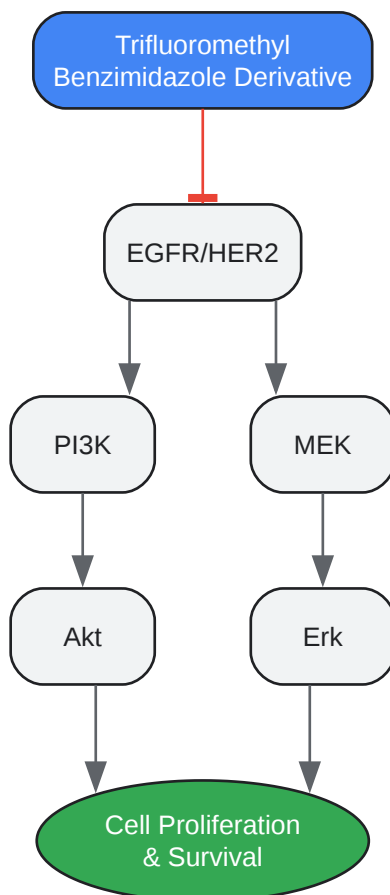 Trifluoromethyl
Benzimidazole Derivative
EGFR/HER2
PI3K
MEK
Akt
Erk
Cell Proliferation
& Survival